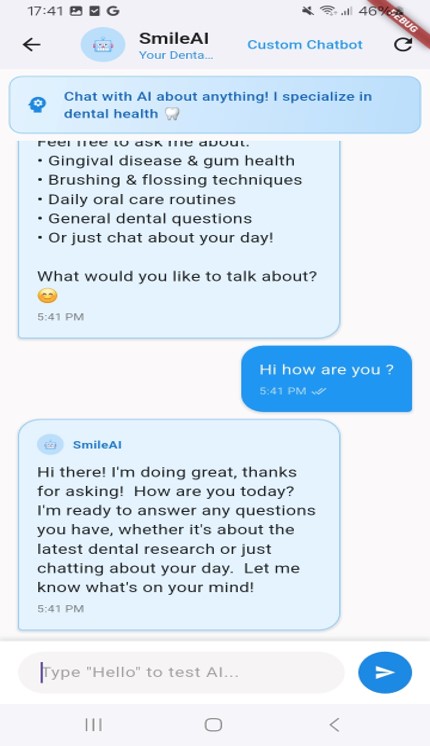 17:41 46%
DEBUG
SmileAI
Your Denta...
Custom Chatbot
Chat with AI about anything! I specialize in
dental health 🦷
Feel free to ask me about:
• Gingival disease & gum health
• Brushing & flossing techniques
• Daily oral care routines
• General dental questions
• Or just chat about your day!
What would you like to talk about?
😊
5:41 PM
Hi how are you ?
5:41 PM
SmileAI
Hi there! I'm doing great, thanks
for asking!  How are you today?
I'm ready to answer any questions
you have, whether it's about the
latest dental research or just
chatting about your day.  Let me
know what's on your mind!
5:41 PM
Type "Hello" to test AI...